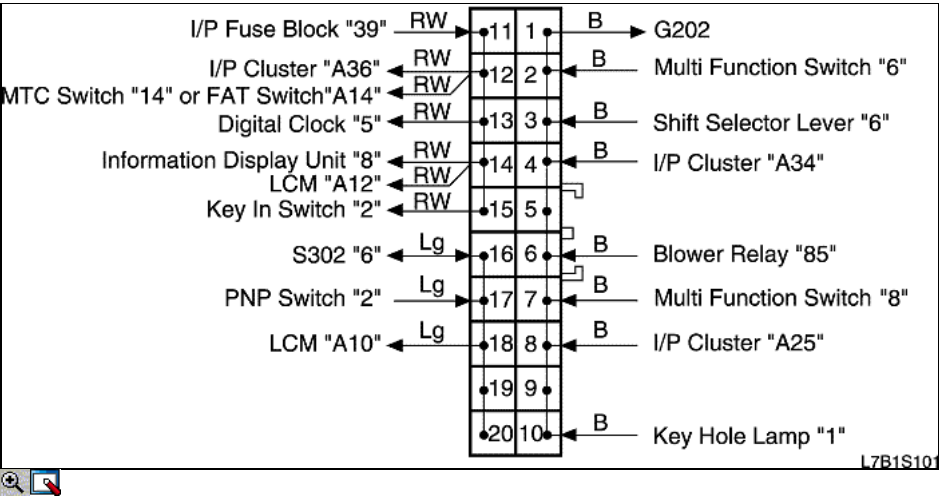 I/P Fuse Block "39" RW 11 1 B G202
I/P Cluster "A36" RW 12 2 B Multi Function Switch "6"
MTC Switch "14" or FAT Switch"A14" RW
Digital Clock "5" RW 13 3 B Shift Selector Lever "6"
Information Display Unit "8" RW 14 4 B I/P Cluster "A34"
LCM "A12" RW
Key In Switch "2" RW 15 5
S302 "6" Lg 16 6 B Blower Relay "85"
PNP Switch "2" Lg 17 7 B Multi Function Switch "8"
LCM "A10" Lg 18 8 B I/P Cluster "A25"
19 9
20 10 B Key Hole Lamp "1"
L7B1S101